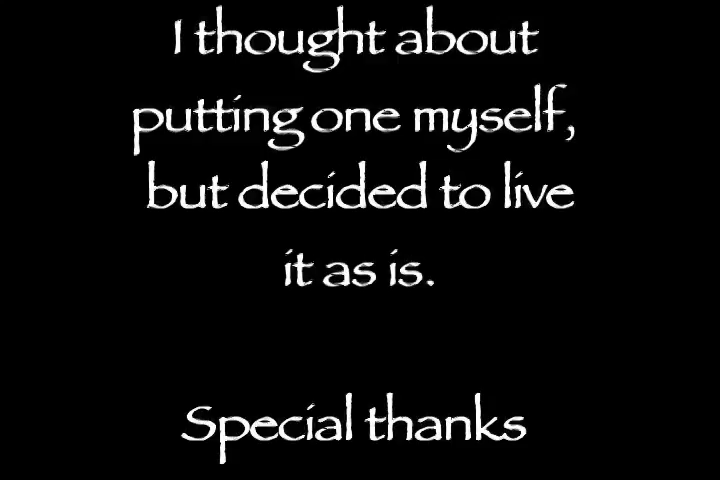 I thought about
putting one myself,
but decided to live
it as is.
Special thanks